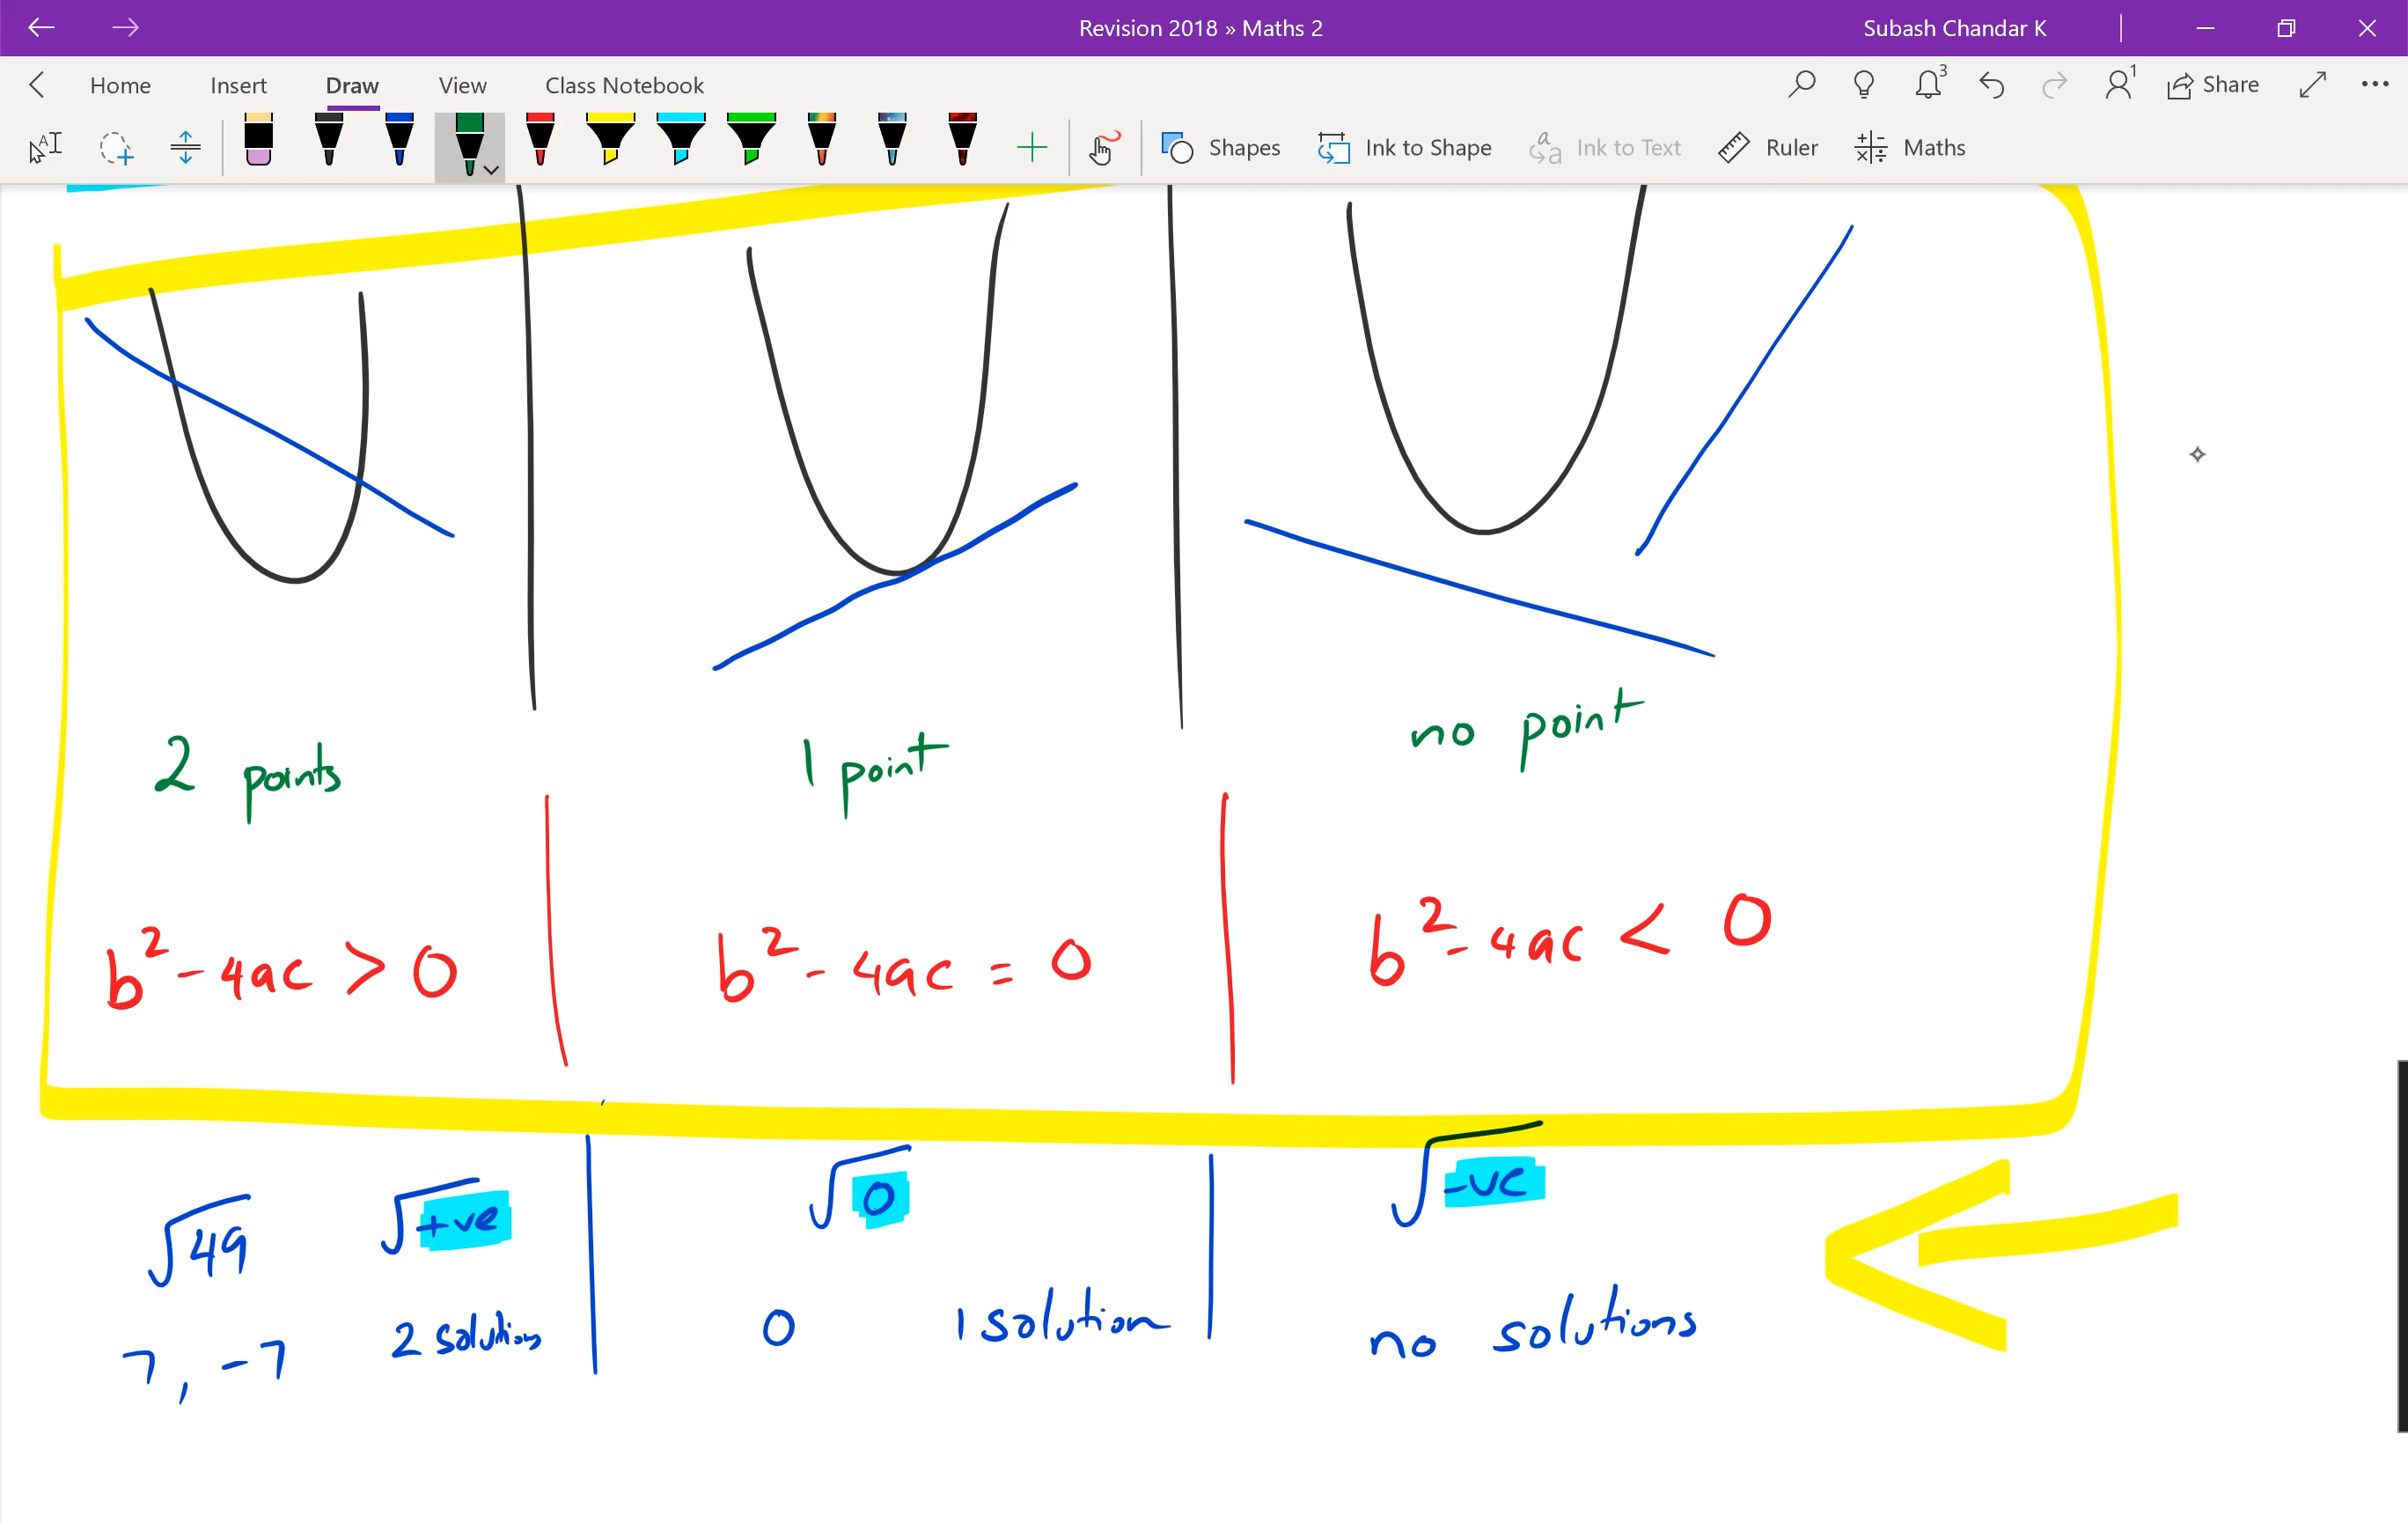 Revision 2018 » Maths 2
Subash Chandar K
Home Insert Draw View Class Notebook
3 1 Share
Shapes Ink to Shape Ink to Text Ruler Maths
2 points
1 point
no point
b² - 4ac > 0
b² - 4ac = 0
b² - 4ac < 0
√49 √+ve
7, -7 2 solutions
√0
0 1 solution
√-ve
no solutions